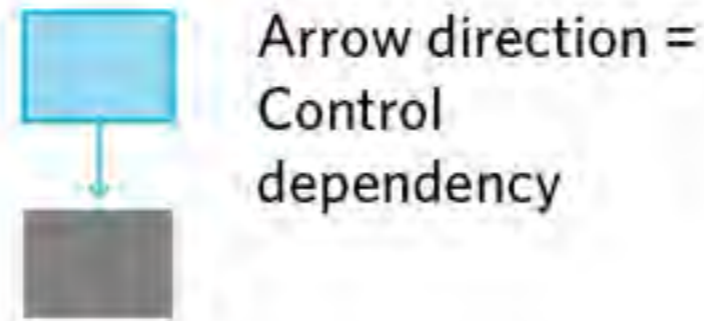 Arrow direction =
Control
dependency